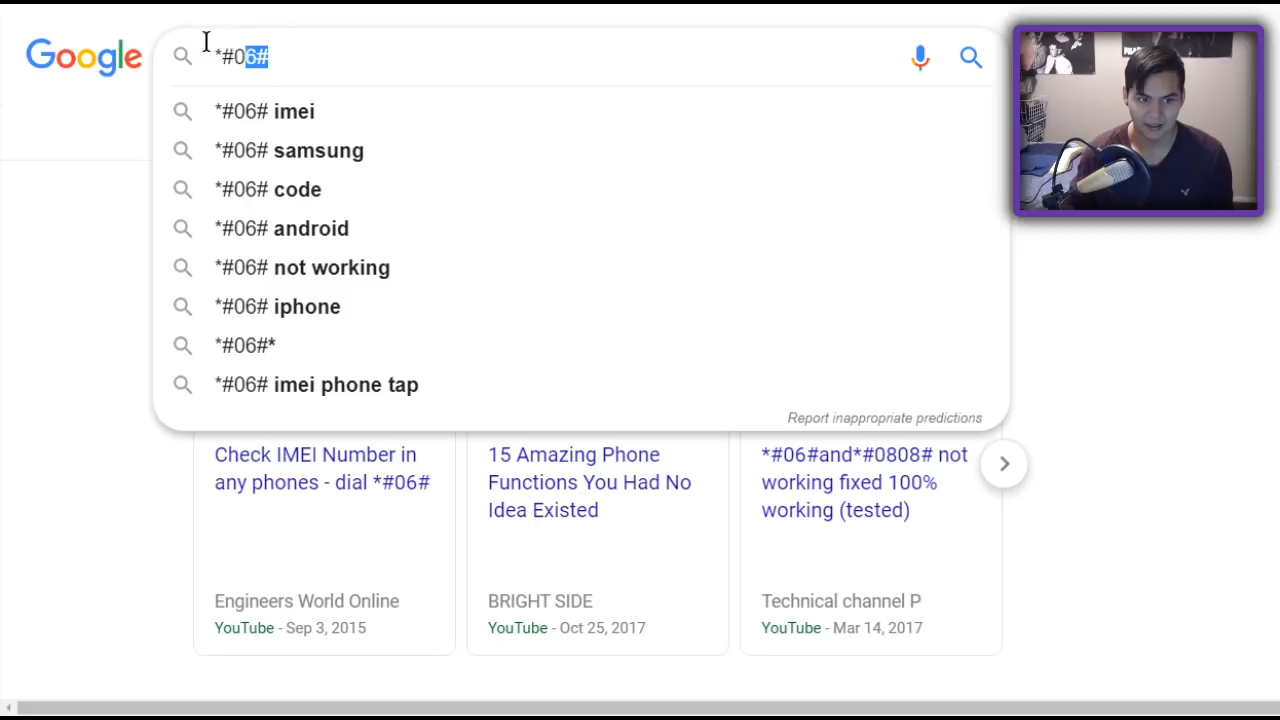 Google
*#06#
*#06# imei
*#06# samsung
*#06# code
*#06# android
*#06# not working
*#06# iphone
*#06#*
*#06# imei phone tap
Report inappropriate predictions
Check IMEI Number in
any phones - dial *#06#
Engineers World Online
YouTube - Sep 3, 2015
15 Amazing Phone
Functions You Had No
Idea Existed
BRIGHT SIDE
YouTube - Oct 25, 2017
*#06#and*#0808# not
working fixed 100%
working (tested)
Technical channel P
YouTube - Mar 14, 2017